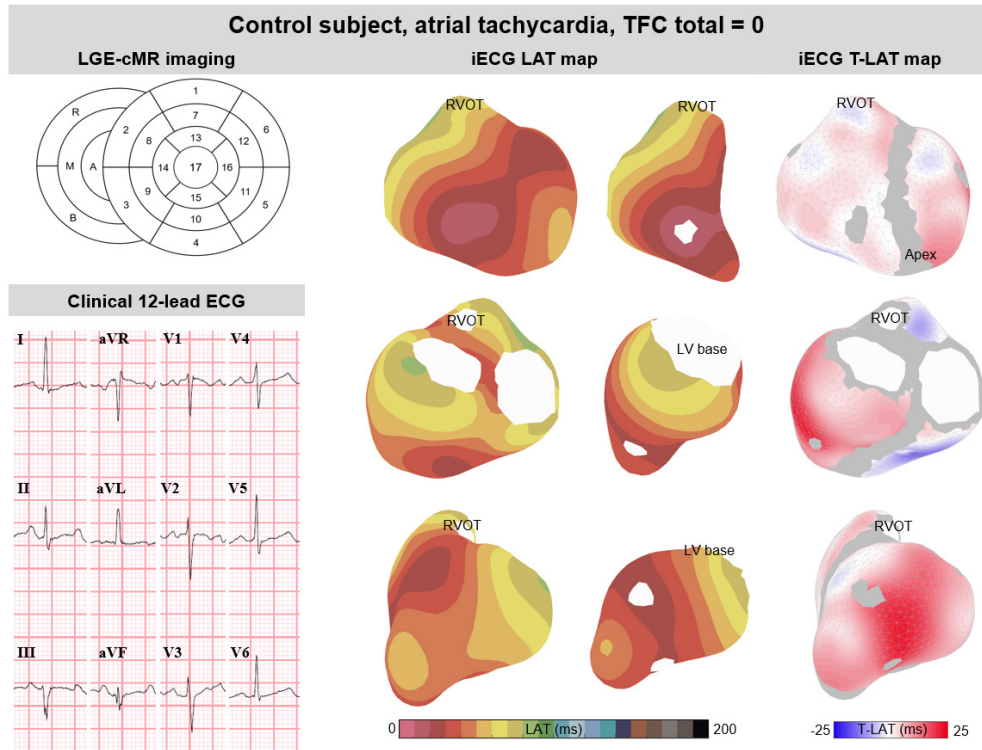 Control subject, atrial tachycardia, TFC total = 0
LGE-cMR imaging
iECG LAT map
iECG T-LAT map
1
R
2
7
6
8
13
12
M
A
14
17
16
9
15
11
3
10
5
B
4
Clinical 12-lead ECG
I
aVR
V1
V4
II
aVL
V2
V5
III
aVF
V3
V6
RVOT
RVOT
RVOT
Apex
RVOT
LV base
RVOT
RVOT
LV base
RVOT
0
LAT (ms)
200
-25
T-LAT (ms)
25